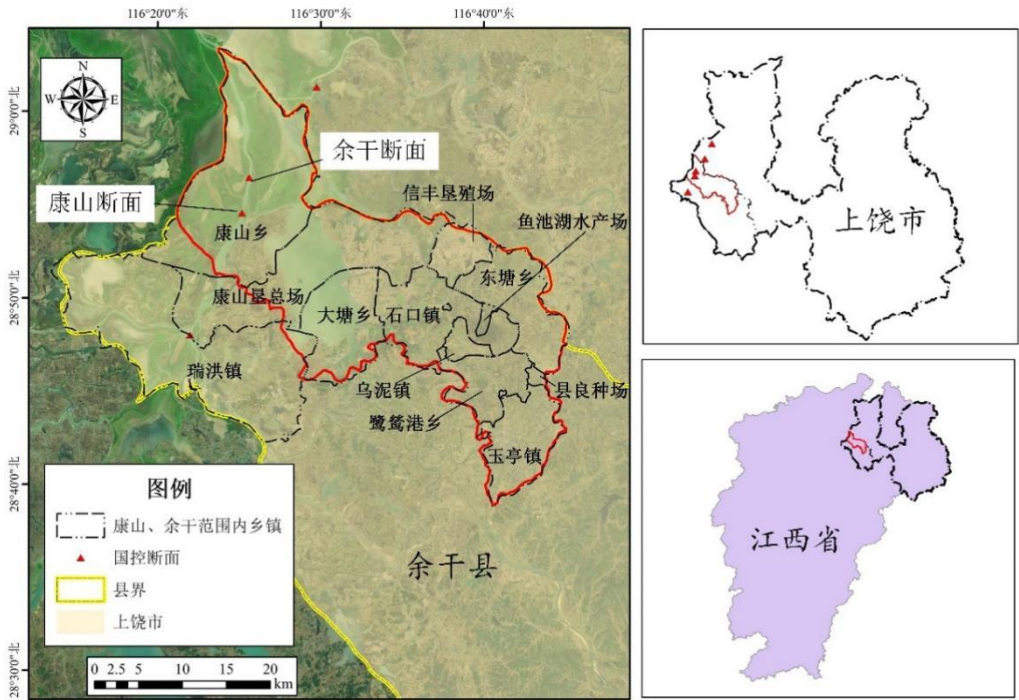 116°20'0"东
116°30'0"东
116°40'0"东
29°0'0"北
28°50'0"北
28°40'0"北
28°30'0"北
N
W
E
S
余干断面
康山断面
信丰垦殖场
鱼池湖水产场
康山乡
东塘乡
康山垦总场
大塘乡
石口镇
瑞洪镇
乌泥镇
县良种场
鹭鸶港乡
玉亭镇
余干县
图例
康山、余干范围内乡镇
国控断面
县界
上饶市
0 2.5 5 10 15 20
km
上饶市
江西省